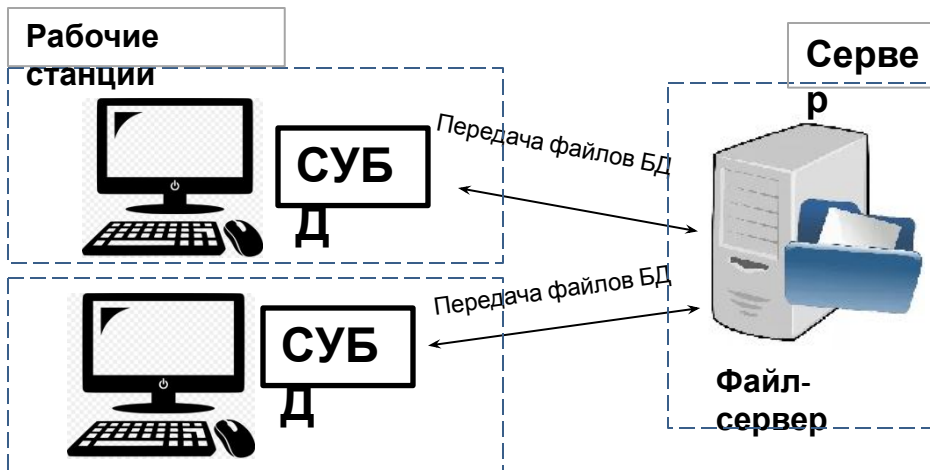 Рабочие
станции
Серве
р
Передача файлов БД
СУБ
Д
Передача файлов БД
СУБ
Д
Файл-
сервер